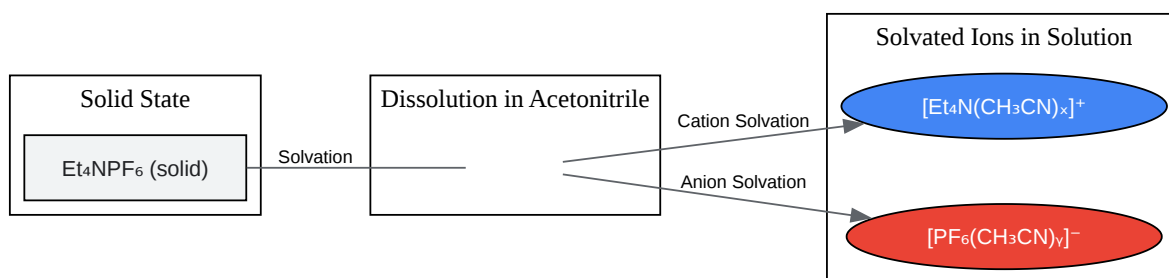 Solid State
Et₄NPF₆ (solid)
Solvation
Dissolution in Acetonitrile
Cation Solvation
Anion Solvation
Solvated Ions in Solution
[Et₄N(CH₃CN)ₓ]⁺
[PF₆(CH₃CN)ᵧ]⁻